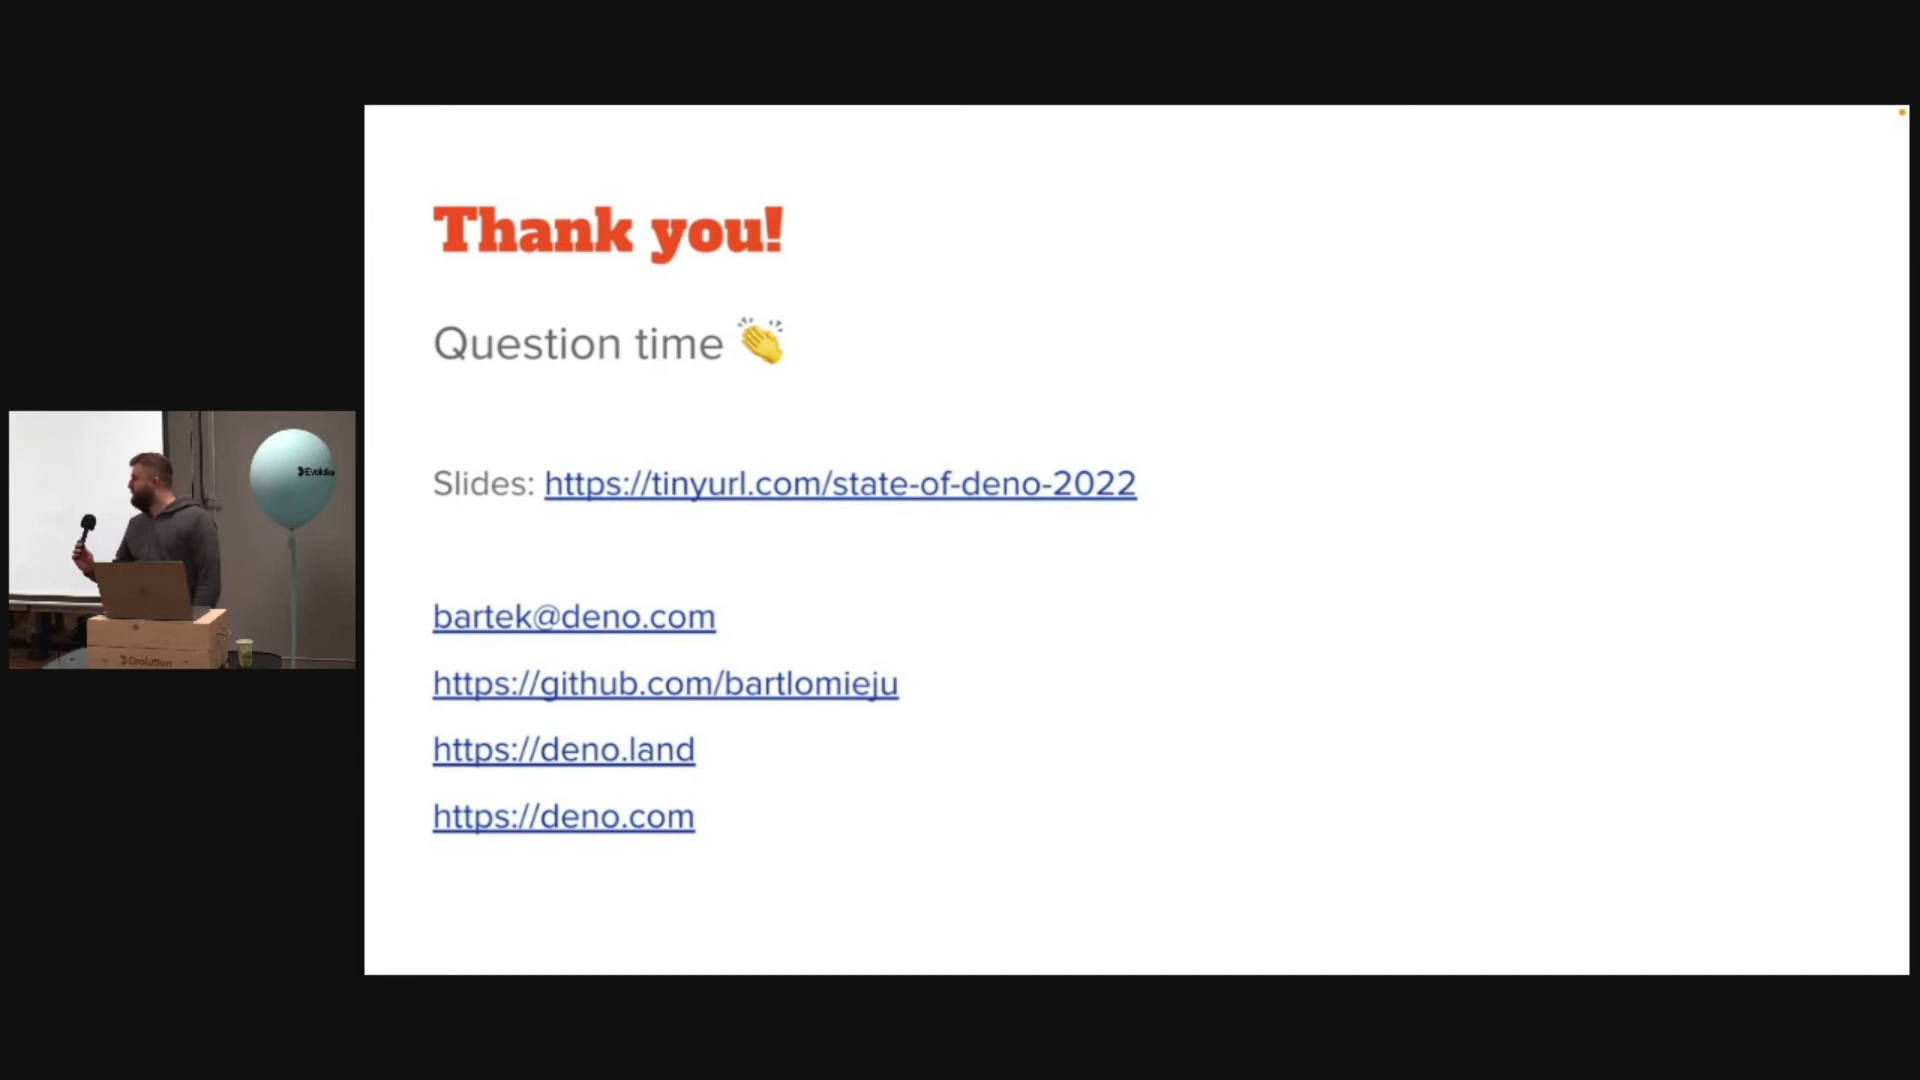 Thank you!
Question time 👏
Slides: https://tinyurl.com/state-of-deno-2022
bartek@deno.com
https://github.com/bartlomieju
https://deno.land
https://deno.com
Evolution